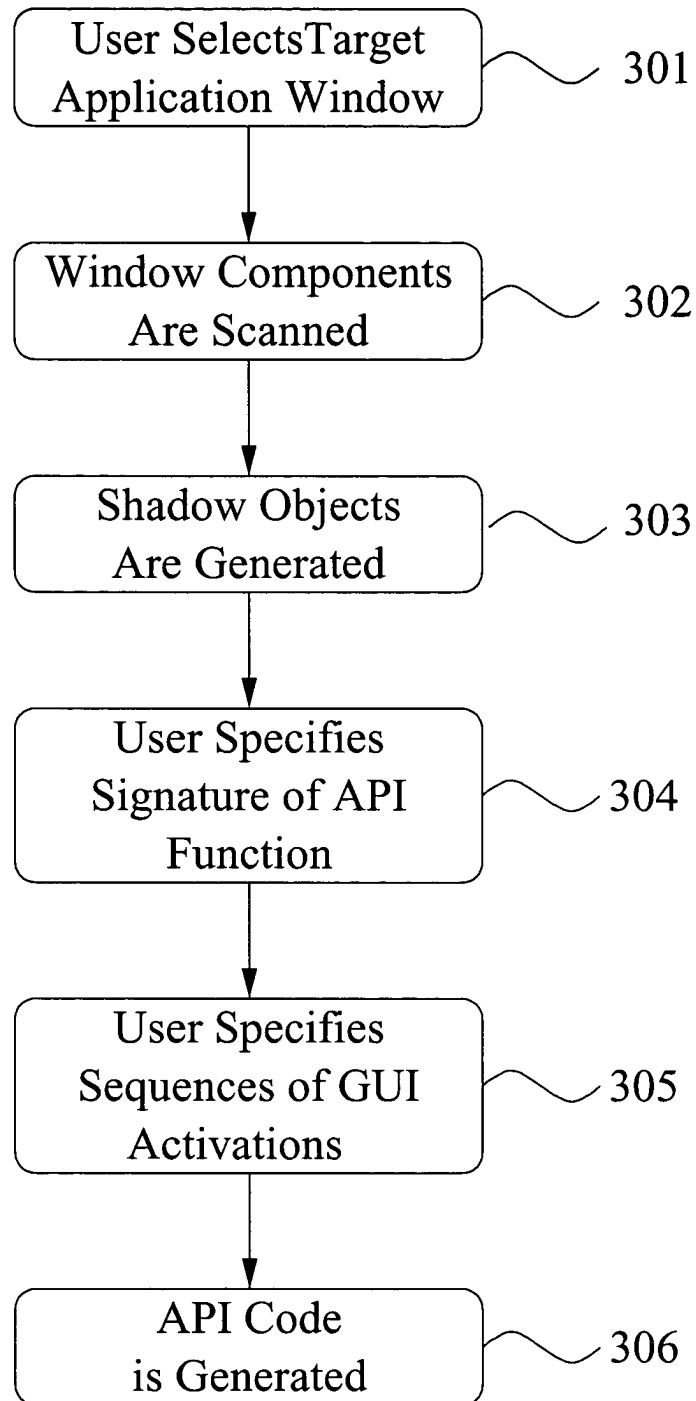 User SelectsTarget
Application Window
301
Window Components
Are Scanned
302
Shadow Objects
Are Generated
303
User Specifies
Signature of API
Function
304
User Specifies
Sequences of GUI
Activations
305
API Code
is Generated
306